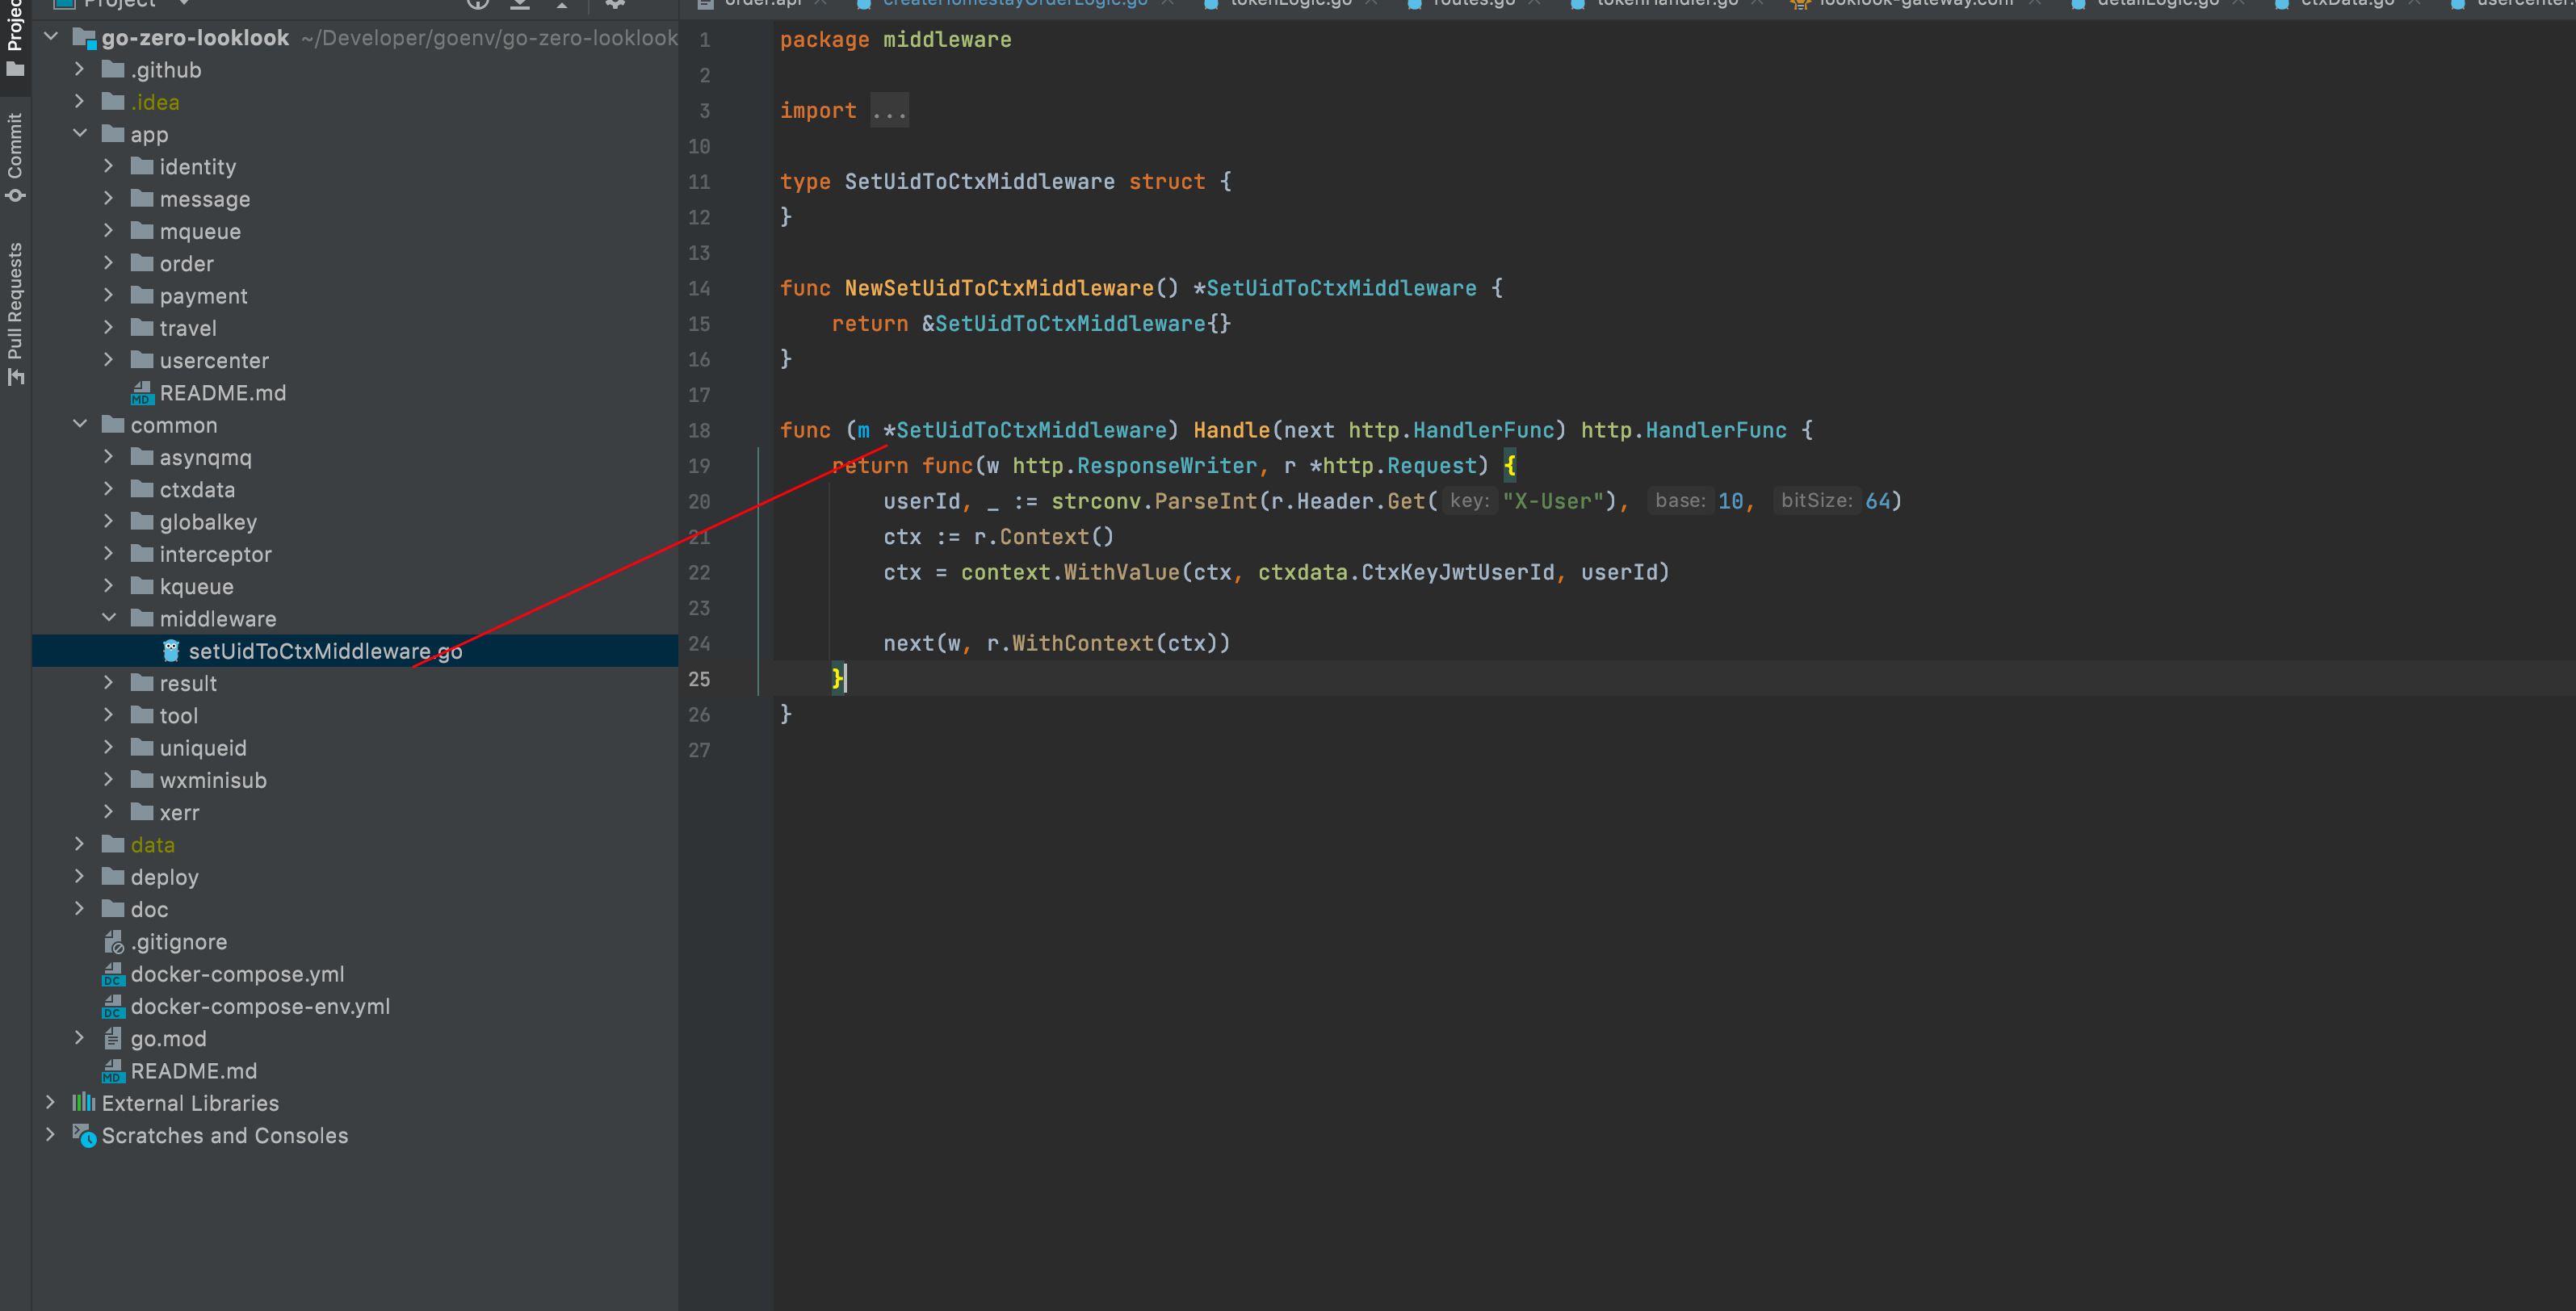 Project
order.api
createHomestayOrderLogic.go
tokenLogic.go
routes.go
tokenHandler.go
looklook-gateway.conf
detailLogic.go
ctxData.go
Commit
Pull Requests
go-zero-looklook ~/Developer/goenv/go-zero-looklook
.github
.idea
app
identity
message
mqueue
order
payment
travel
usercenter
README.md
common
asynqmq
ctxdata
globalkey
interceptor
kqueue
middleware
setUidToCtxMiddleware.go
result
tool
uniqueid
wxminisub
xerr
data
deploy
doc
.gitignore
docker-compose.yml
docker-compose-env.yml
go.mod
README.md
External Libraries
Scratches and Consoles
1 package middleware
2
3 import ...
10
11 type SetUidToCtxMiddleware struct {
12 }
13
14 func NewSetUidToCtxMiddleware() *SetUidToCtxMiddleware {
15 return &SetUidToCtxMiddleware{}
16 }
17
18 func (m *SetUidToCtxMiddleware) Handle(next http.HandlerFunc) http.HandlerFunc {
19 return func(w http.ResponseWriter, r *http.Request) {
20 userId, _ := strconv.ParseInt(r.Header.Get( key: "X-User"), base: 10, bitSize: 64)
21 ctx := r.Context()
22 ctx = context.WithValue(ctx, ctxdata.CtxKeyJwtUserId, userId)
23
24 next(w, r.WithContext(ctx))
25 }
26 }
27